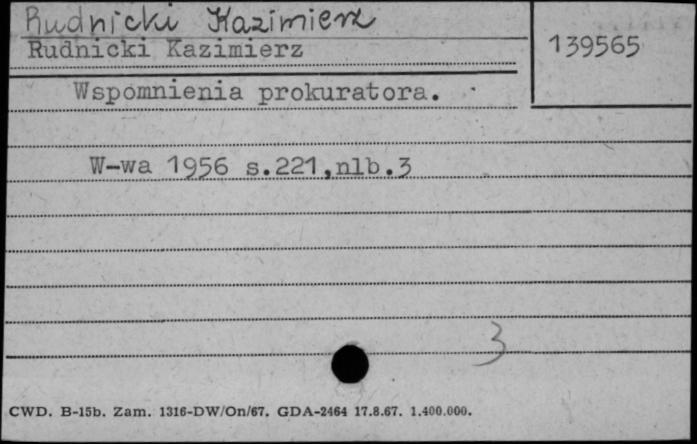 Rudnicki Kazimierz
Rudnicki Kazimierz
139565
Wspomnienia prokuratora.
W-wa 1956 s.221,nlb.3
3
CWD. B-15b. Zam. 1316-DW/On/67. GDA-2464 17.8.67. 1.400.000.